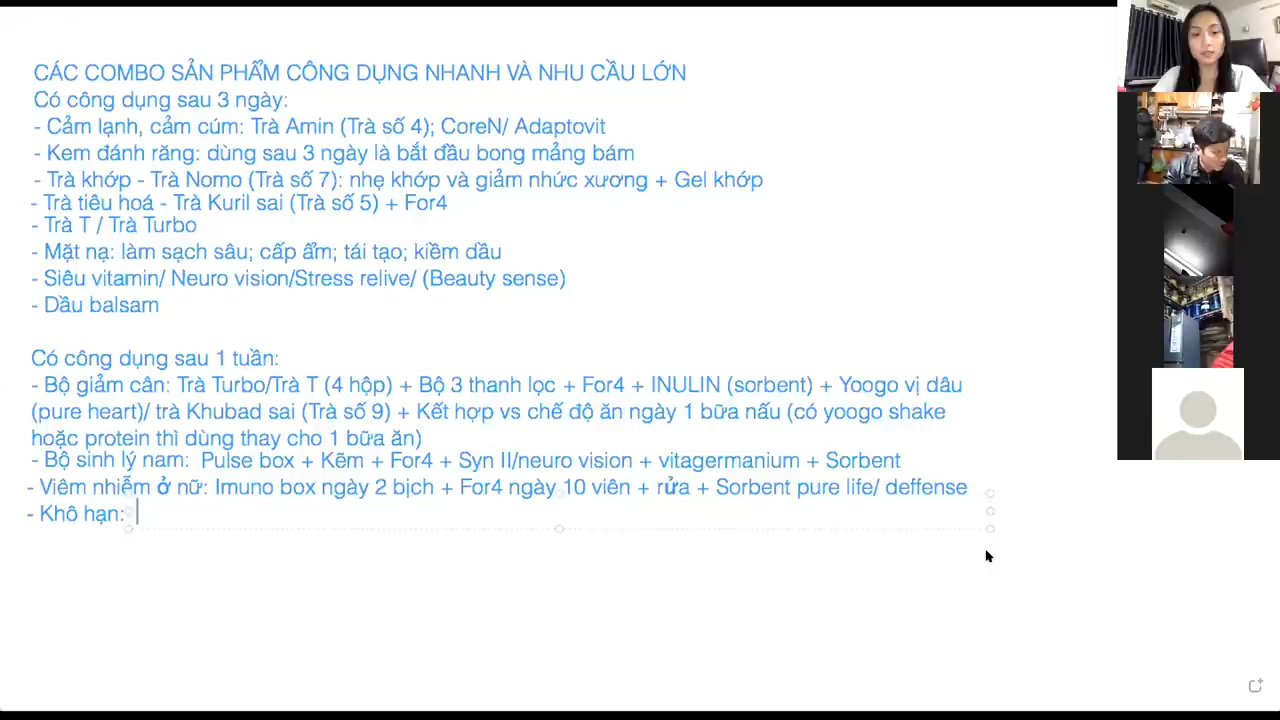 CÁC COMBO SẢN PHẨM CÔNG DỤNG NHANH VÀ NHU CẦU LỚN
Có công dụng sau 3 ngày:
- Cảm lạnh, cảm cúm: Trà Amin (Trà số 4); CoreN/ Adaptovit
- Kem đánh răng: dùng sau 3 ngày là bắt đầu bong mảng bám
- Trà khớp - Trà Nomo (Trà số 7): nhẹ khớp và giảm nhức xương + Gel khớp
- Trà tiêu hoá - Trà Kuril sai (Trà số 5) + For4
- Trà T / Trà Turbo
- Mặt nạ: làm sạch sâu; cấp ẩm; tái tạo; kiềm dầu
- Siêu vitamin/ Neuro vision/Stress relive/ (Beauty sense)
- Dầu balsam
Có công dụng sau 1 tuần:
- Bộ giảm cân: Trà Turbo/Trà T (4 hộp) + Bộ 3 thanh lọc + For4 + INULIN (sorbent) + Yoogo vị dâu
(pure heart)/ trà Khubad sai (Trà số 9) + Kết hợp vs chế độ ăn ngày 1 bữa nấu (có yoogo shake
hoặc protein thì dùng thay cho 1 bữa ăn)
- Bộ sinh lý nam: Pulse box + Kẽm + For4 + Syn II/neuro vision + vitagermanium + Sorbent
- Viêm nhiễm ở nữ: Imuno box ngày 2 bịch + For4 ngày 10 viên + rửa + Sorbent pure life/ deffense
- Khô hạn: